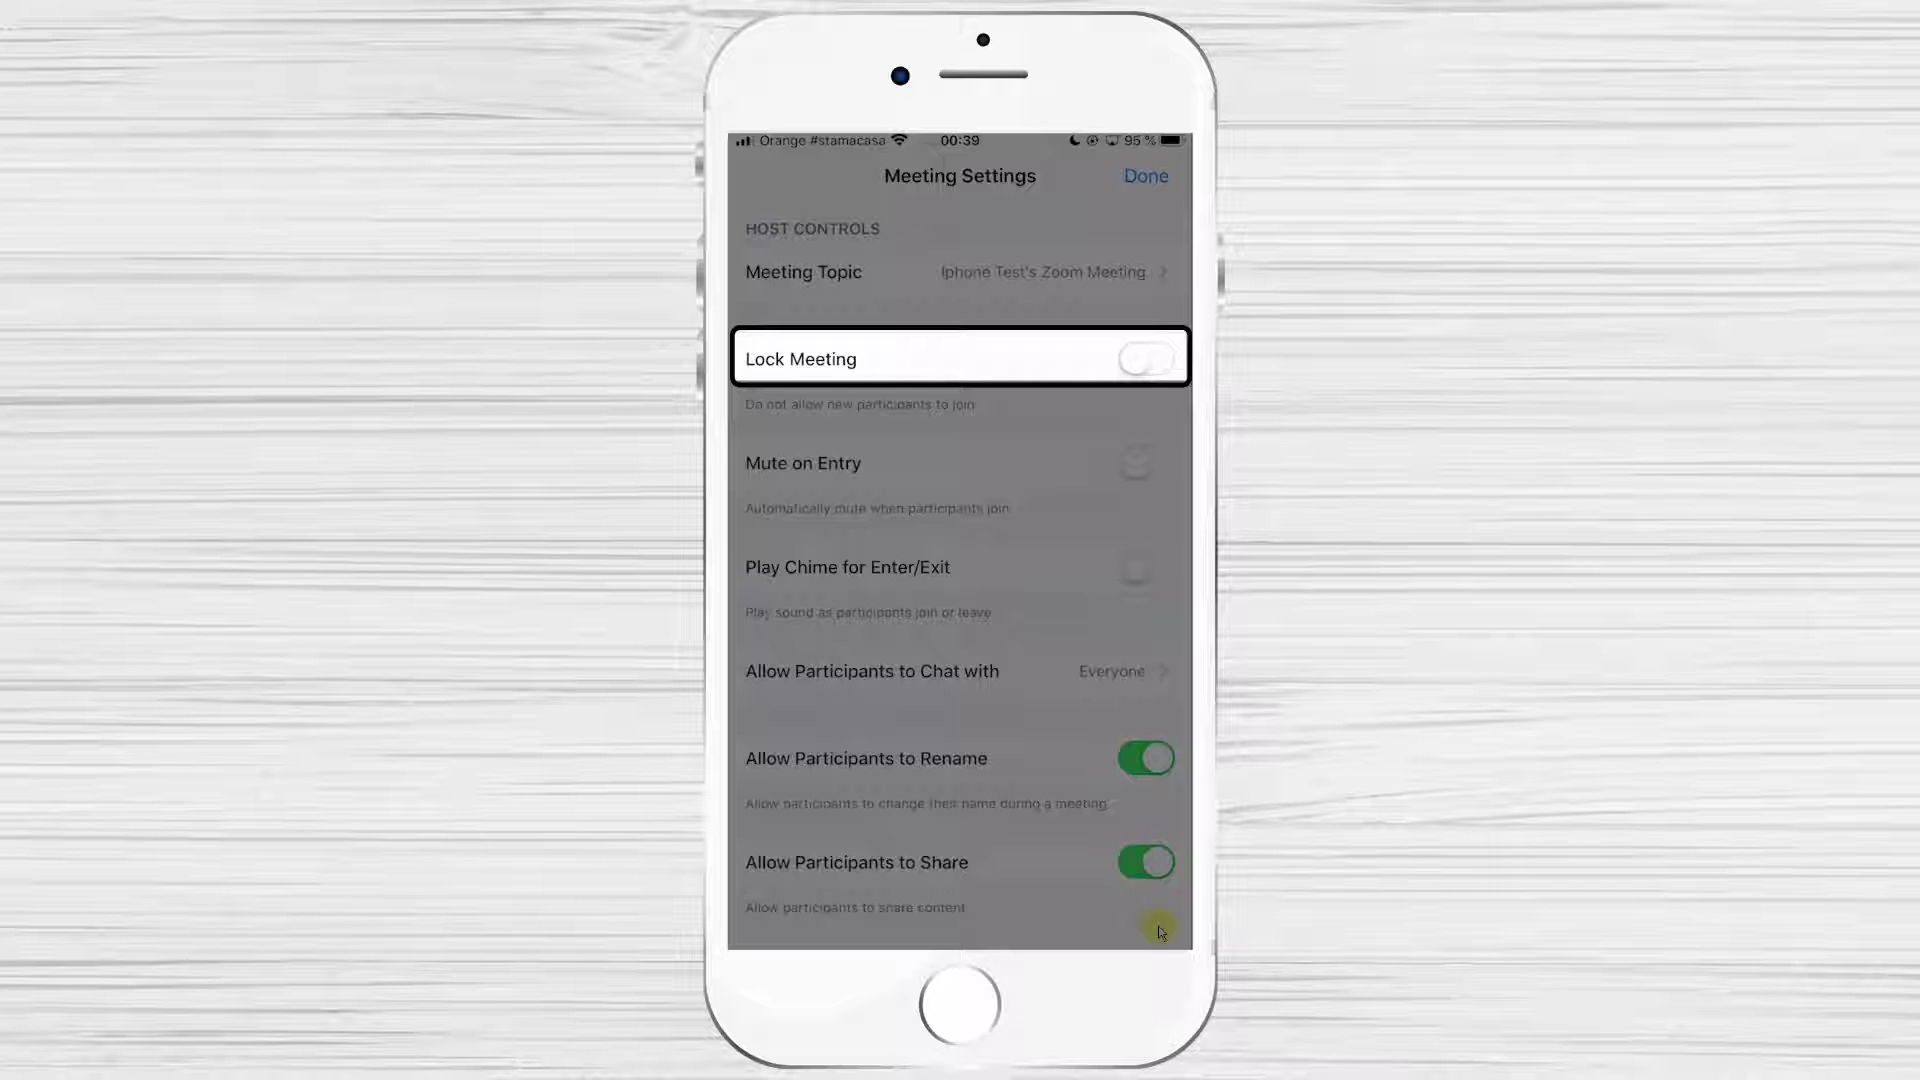 Orange #stamacasa 00:39 95 %
Meeting Settings Done
HOST CONTROLS
Meeting Topic Iphone Test's Zoom Meeting
Lock Meeting
Do not allow new participants to join
Mute on Entry
Automatically mute when participants join
Play Chime for Enter/Exit
Play sound as participants join or leave
Allow Participants to Chat with Everyone
Allow Participants to Rename
Allow participants to change their name during a meeting
Allow Participants to Share
Allow participants to share content